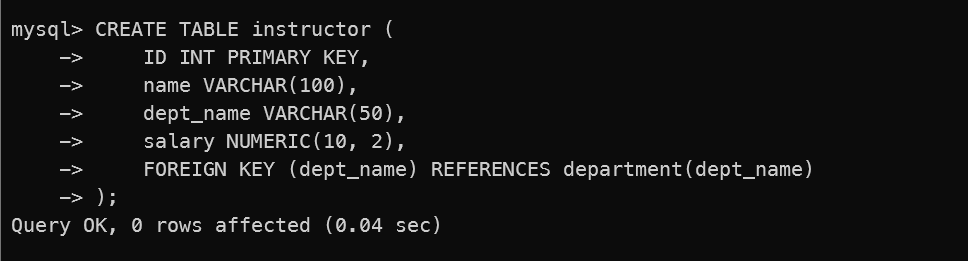 mysql> CREATE TABLE instructor (
    ->     ID INT PRIMARY KEY,
    ->     name VARCHAR(100),
    ->     dept_name VARCHAR(50),
    ->     salary NUMERIC(10, 2),
    ->     FOREIGN KEY (dept_name) REFERENCES department(dept_name)
    -> );
Query OK, 0 rows affected (0.04 sec)